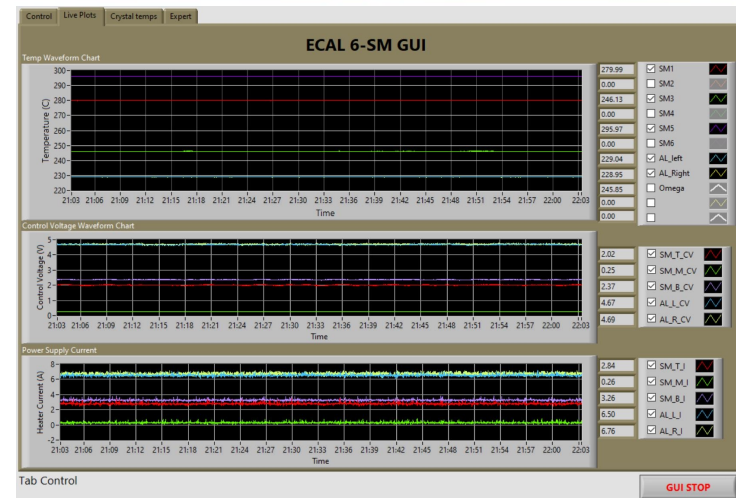 Control Live Plots Crystal temps Expert
ECAL 6-SM GUI
Temp Waveform Chart
Temperature (C)
300
290
280
270
260
250
240
230
220
21:03 21:06 21:09 21:12 21:15 21:18 21:21 21:24 21:27 21:30 21:33 21:36 21:39 21:42 21:45 21:48 21:51 21:54 21:57 22:00 22:03
Time
279.99 SM1
0.00 SM2
246.13 SM3
0.00 SM4
295.97 SM5
0.00 SM6
229.04 AL_left
228.95 AL_Right
245.85 Omega
0.00
0.00
Control Voltage Waveform Chart
Control Voltage (V)
5
4
3
2
1
0
21:03 21:06 21:09 21:12 21:15 21:18 21:21 21:24 21:27 21:30 21:33 21:36 21:39 21:42 21:45 21:48 21:51 21:54 21:57 22:00 22:03
Time
2.02 SM_T_CV
0.25 SM_M_CV
2.37 SM_B_CV
4.67 AL_L_CV
4.69 AL_R_CV
Power Supply Current
Heater Current (A)
8
6
4
2
0
-2
21:03 21:06 21:09 21:12 21:15 21:18 21:21 21:24 21:27 21:30 21:33 21:36 21:39 21:42 21:45 21:48 21:51 21:54 21:57 22:00 22:03
Time
2.84 SM_T_I
0.26 SM_M_I
3.26 SM_B_I
6.50 AL_L_I
6.76 AL_R_I
Tab Control
GUI STOP